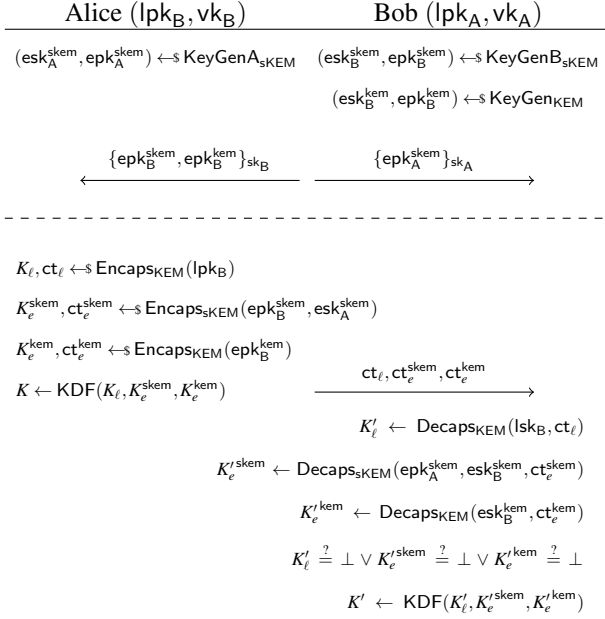 Alice (lpk_B, vk_B) Bob (lpk_A, vk_A)
(esk_A^skem, epk_A^skem) ←$ KeyGenA_sKEM (esk_B^skem, epk_B^skem) ←$ KeyGenB_sKEM
(esk_B^kem, epk_B^kem) ←$ KeyGen_KEM
{epk_B^skem, epk_B^kem}_sk_B {epk_A^skem}_sk_A
K_ℓ, ct_ℓ ←$ Encaps_KEM(lpk_B)
K_e^skem, ct_e^skem ←$ Encaps_sKEM(epk_B^skem, esk_A^skem)
K_e^kem, ct_e^kem ←$ Encaps_KEM(epk_B^kem)
K ← KDF(K_ℓ, K_e^skem, K_e^kem) ct_ℓ, ct_e^skem, ct_e^kem
K'_ℓ ← Decaps_KEM(lsk_B, ct_ℓ)
K'_e^skem ← Decaps_sKEM(epk_A^skem, esk_B^skem, ct_e^skem)
K'_e^kem ← Decaps_KEM(esk_B^kem, ct_e^kem)
K'_ℓ ≟ ⊥ ∨ K'_e^skem ≟ ⊥ ∨ K'_e^kem ≟ ⊥
K' ← KDF(K'_ℓ, K'_e^skem, K'_e^kem)